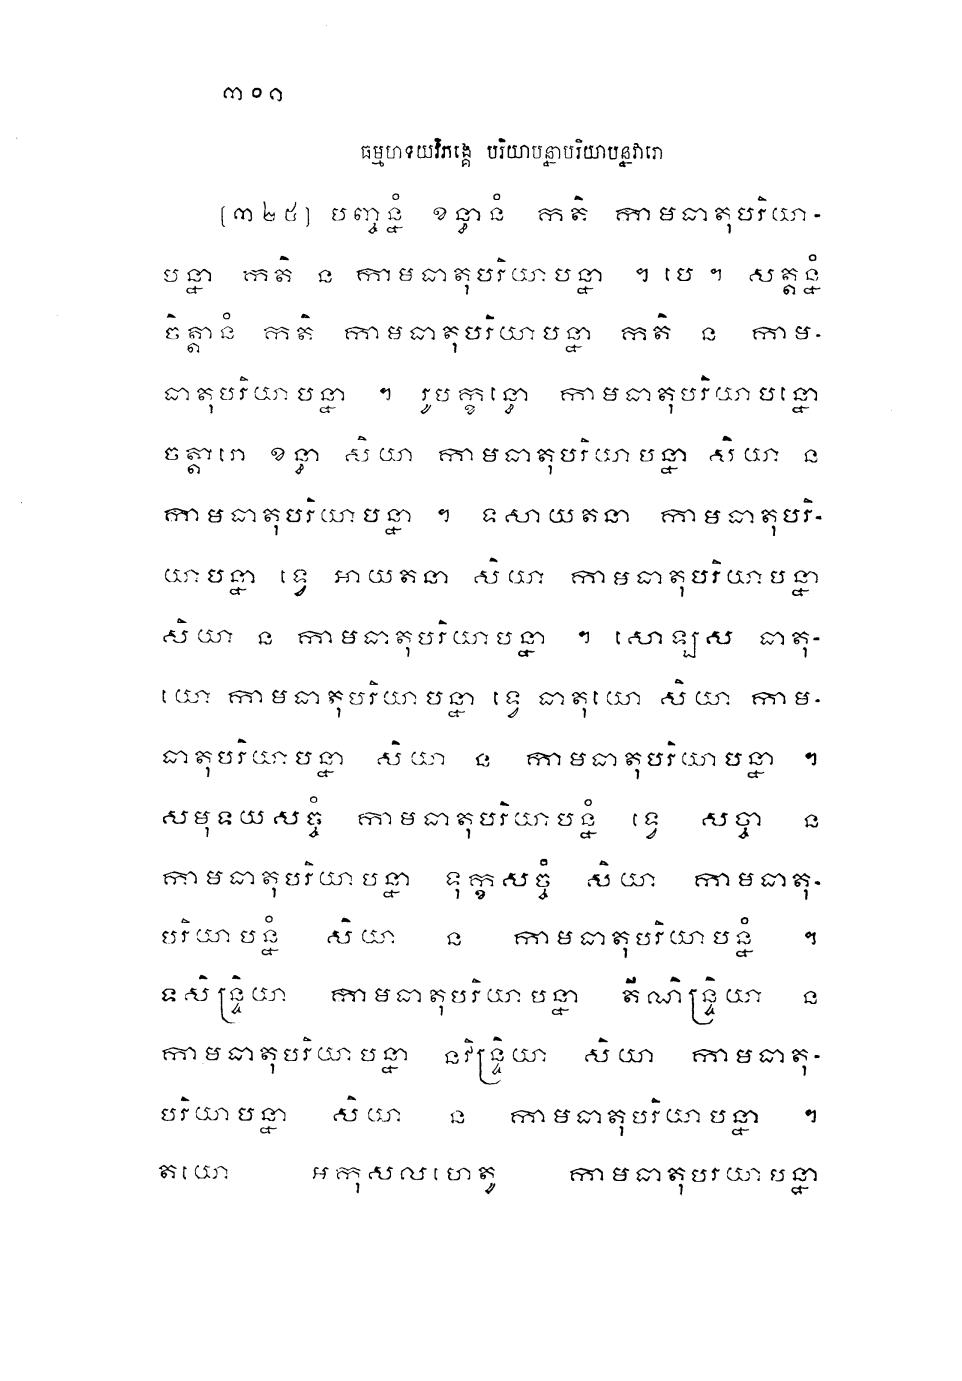 ៣០១
ធម្មហទយវិភង្គេ បរិយាបន្នាបរិយាបន្នវារោ
[៣២៥] បញ្ចន្នំ ខន្ធានំ កតិ កាមធាតុបរិយា-
បន្នា កតិ ន កាមធាតុបរិយាបន្នា ។ បេ ។ សត្តន្នំ
ចិត្តានំ កតិ កាមធាតុបរិយាបន្នា កតិ ន កាម-
ធាតុបរិយាបន្នា ។ រូបក្ខន្ធោ កាមធាតុបរិយាបន្នោ
ចត្តារោ ខន្ធា សិយា កាមធាតុបរិយាបន្នា សិយា ន
កាមធាតុបរិយាបន្នា ។ ទសាយតនា កាមធាតុបរិ-
យាបន្នា ទ្វេ អាយតនា សិយា កាមធាតុបរិយាបន្នា
សិយា ន កាមធាតុបរិយាបន្នា ។ សោឡស ធាតុ-
យោ កាមធាតុបរិយាបន្នា ទ្វេ ធាតុយោ សិយា កាម-
ធាតុបរិយាបន្នា សិយា ន កាមធាតុបរិយាបន្នា ។
សមុទយសច្ចំ កាមធាតុបរិយាបន្នំ ទ្វេ សច្ចា ន
កាមធាតុបរិយាបន្នា ទុក្ខសច្ចំ សិយា កាមធាតុ-
បរិយាបន្នំ សិយា ន កាមធាតុបរិយាបន្នំ ។
ទសិន្ទ្រិយា កាមធាតុបរិយាបន្នា តីណិន្ទ្រិយា ន
កាមធាតុបរិយាបន្នា នវិន្ទ្រិយា សិយា កាមធាតុ-
បរិយាបន្នា សិយា ន កាមធាតុបរិយាបន្នា ។
តយោ អកុសលហេតូ កាមធាតុបរយាបន្នា